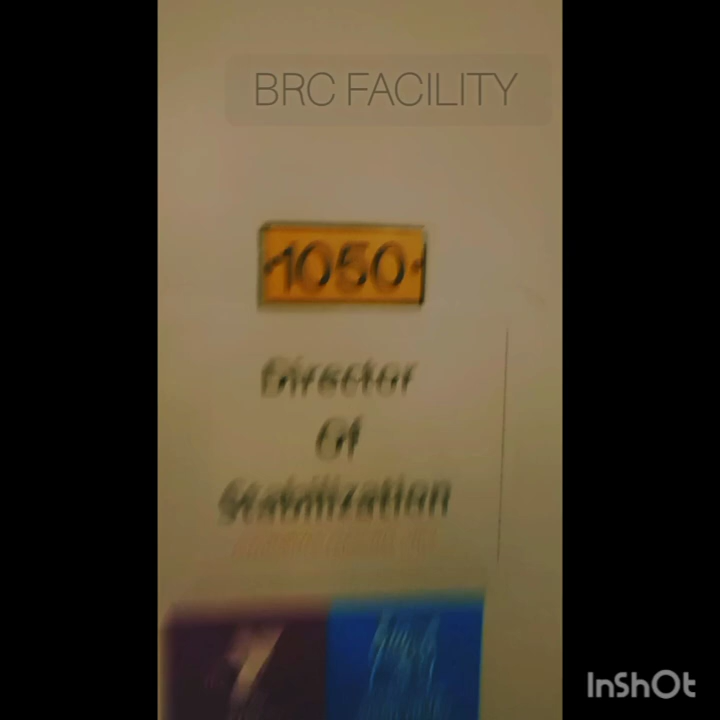 BRC FACILITY
-1050-
Director
Of
Stabilization
InShOt